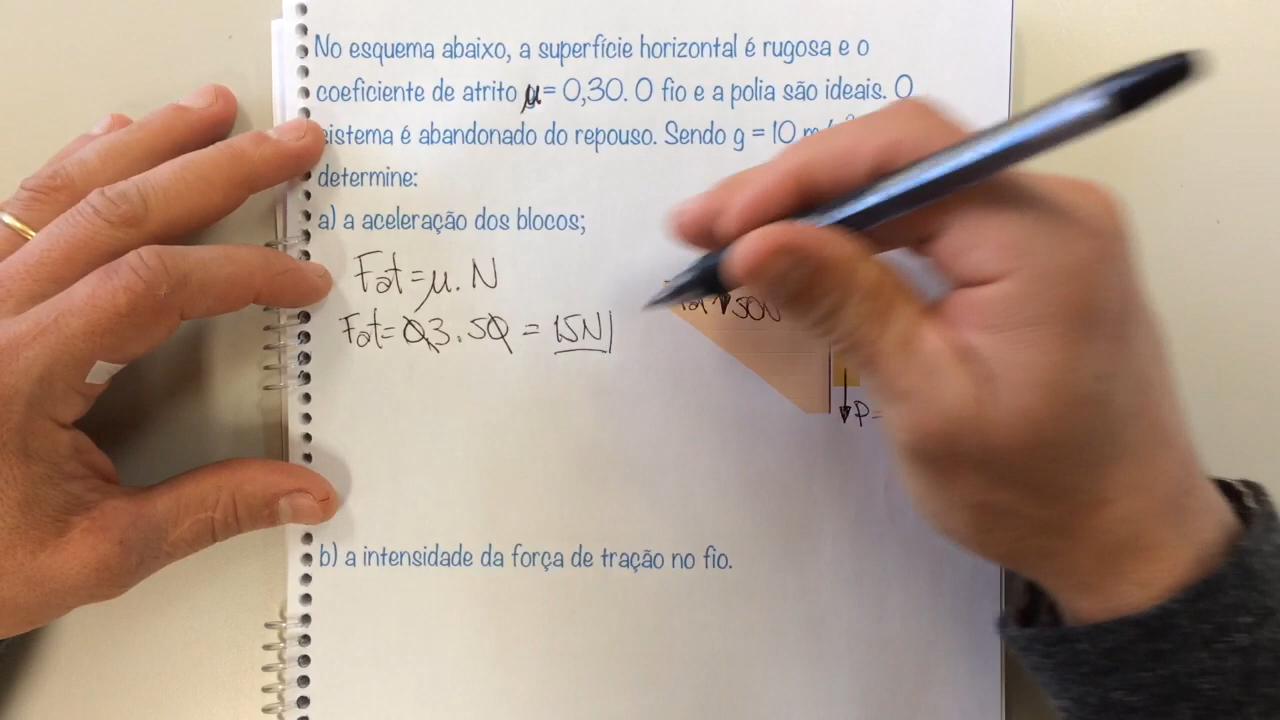 No esquema abaixo, a superfície horizontal é rugosa e o
coeficiente de atrito μ = 0,30. O fio e a polia são ideais. O
sistema é abandonado do repouso. Sendo g = 10
determine:
a) a aceleração dos blocos;
Fat=μ.N
Fat=0,3.50 = 15N
50N
P=
b) a intensidade da força de tração no fio.